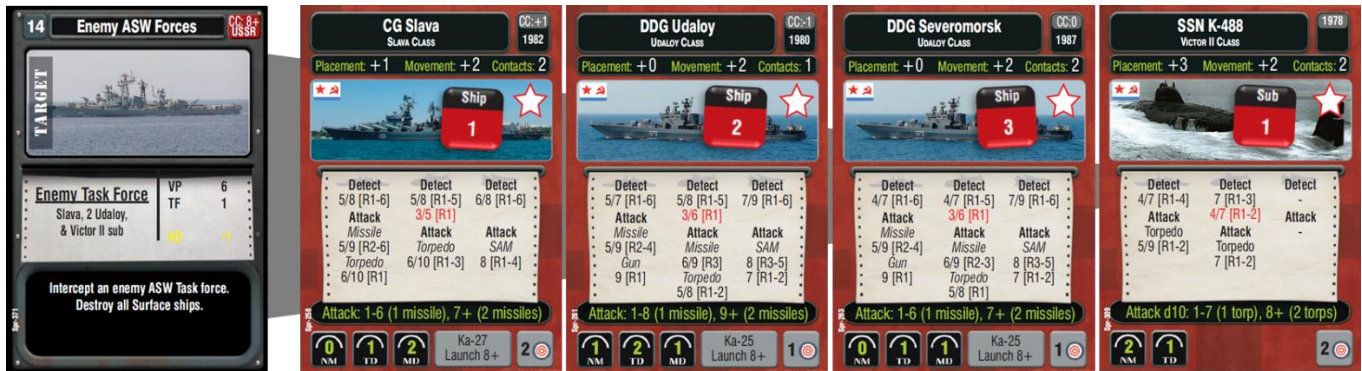 14 Enemy ASW Forces CC: 8+
USSR
TARGET
Enemy Task Force
Slava, 2 Udaloy,
& Victor II sub
VP 6
TF 1
-1
Intercept an enemy ASW Task force.
Destroy all Surface ships.
Spr-271
CG Slava CC:+1
SLAVA CLASS 1982
Placement: +1 Movement: +2 Contacts: 2
Ship
1
Detect Detect Detect
5/8 [R1-6] 5/8 [R1-5] 6/8 [R1-6]
Attack 3/5 [R1]
Missile Attack Attack
5/9 [R2-6] Torpedo SAM
Torpedo 6/10 [R1-3] 8 [R1-4]
6/10 [R1]
Attack: 1-6 (1 missile), 7+ (2 missiles)
0 1 2 Ka-27 2
NM TD MD Launch 8+
DDG Udaloy CC:-1
UDALOY CLASS 1980
Placement: +0 Movement: +2 Contacts: 1
Ship
2
Detect Detect Detect
5/7 [R1-6] 5/8 [R1-5] 7/9 [R1-6]
Attack 3/6 [R1]
Missile Attack Attack
5/9 [R2-4] Missile SAM
Gun 6/9 [R3] 8 [R3-5]
9 [R1] Torpedo 7 [R1-2]
5/8 [R1-2]
Attack: 1-8 (1 missile), 9+ (2 missiles)
1 2 1 Ka-25 1
NM TD MD Launch 8+
DDG Severomorsk CC:0
UDALOY CLASS 1987
Placement: +0 Movement: +2 Contacts: 2
Ship
3
Detect Detect Detect
4/7 [R1-6] 4/7 [R1-5] 7/9 [R1-6]
Attack 3/6 [R1]
Missile Attack Attack
5/9 [R2-4] Missile SAM
Gun 6/9 [R2-3] 8 [R3-5]
9 [R1] Torpedo 7 [R1-2]
5/8 [R1]
Attack: 1-6 (1 missile), 7+ (2 missiles)
0 1 1 Ka-25 1
NM TD MD Launch 8+
SSN K-488 1978
VICTOR II CLASS
Placement: +3 Movement: +2 Contacts: 2
Sub
1
Detect Detect Detect
4/7 [R1-4] 7 [R1-3] -
Attack 4/7 [R1-2] Attack
Torpedo Attack -
5/9 [R1-2] Torpedo
7 [R1-2]
Attack d10: 1-7 (1 torp), 8+ (2 torps)
2 1 2
NM TD